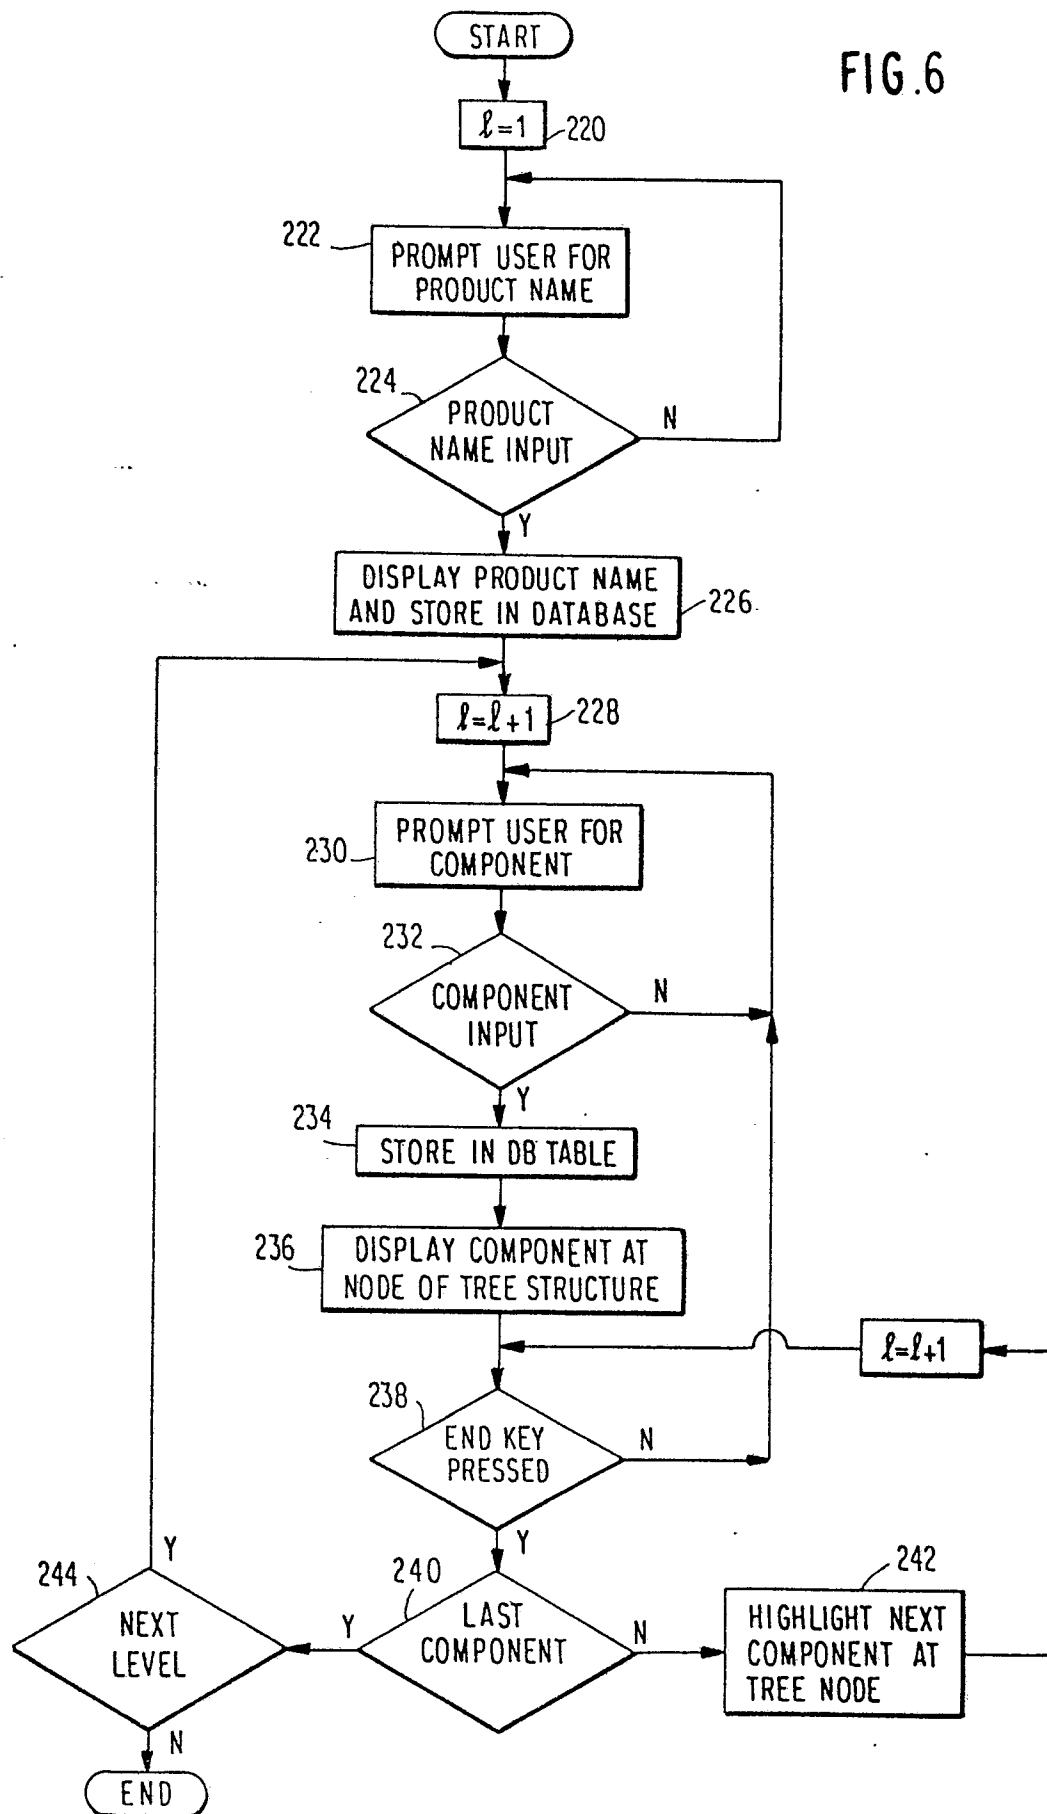 START
FIG.6
ℓ=1
220
222
PROMPT USER FOR
PRODUCT NAME
224
PRODUCT
NAME INPUT
N
Y
DISPLAY PRODUCT NAME
AND STORE IN DATABASE
226
ℓ=ℓ+1
228
PROMPT USER FOR
COMPONENT
230
232
COMPONENT
INPUT
N
Y
234
STORE IN DB TABLE
236
DISPLAY COMPONENT AT
NODE OF TREE STRUCTURE
ℓ=ℓ+1
238
END KEY
PRESSED
N
Y
240
LAST
COMPONENT
Y
N
242
HIGHLIGHT NEXT
COMPONENT AT
TREE NODE
244
Y
NEXT
LEVEL
N
END